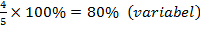 4/5 × 100% = 80% (variabel)